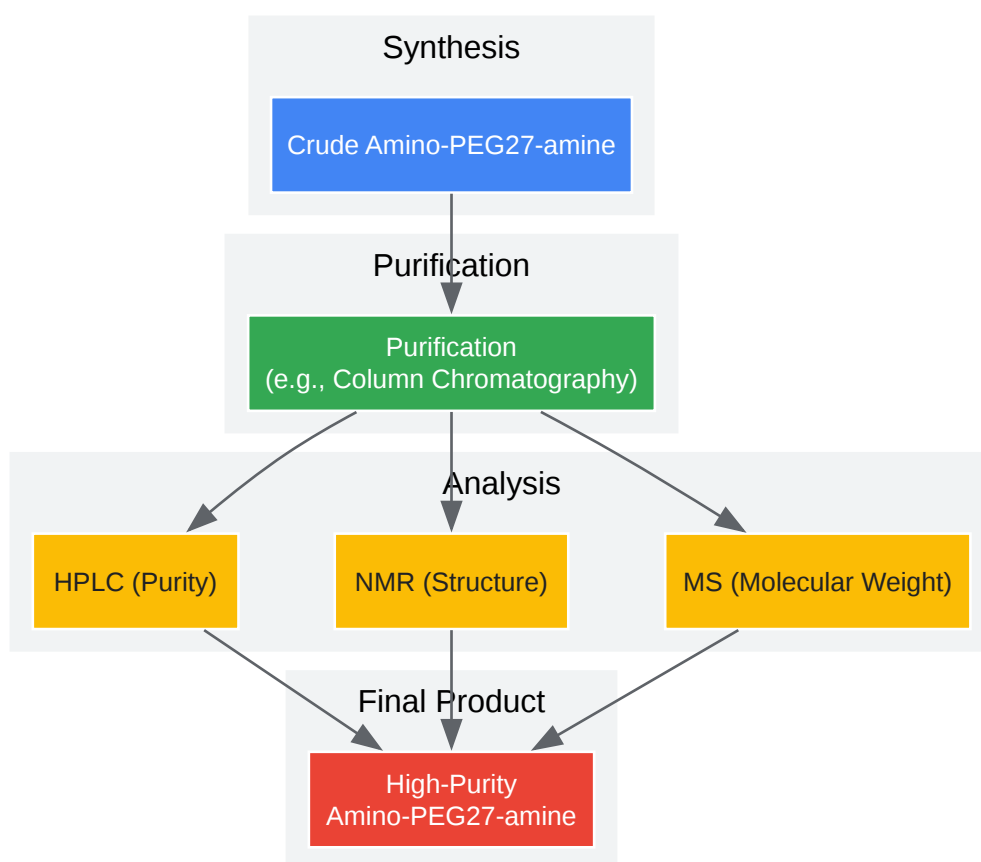 Synthesis
Crude Amino-PEG27-amine
Purification
Purification
(e.g., Column Chromatography)
Analysis
HPLC (Purity)
NMR (Structure)
MS (Molecular Weight)
Final Product
High-Purity
Amino-PEG27-amine